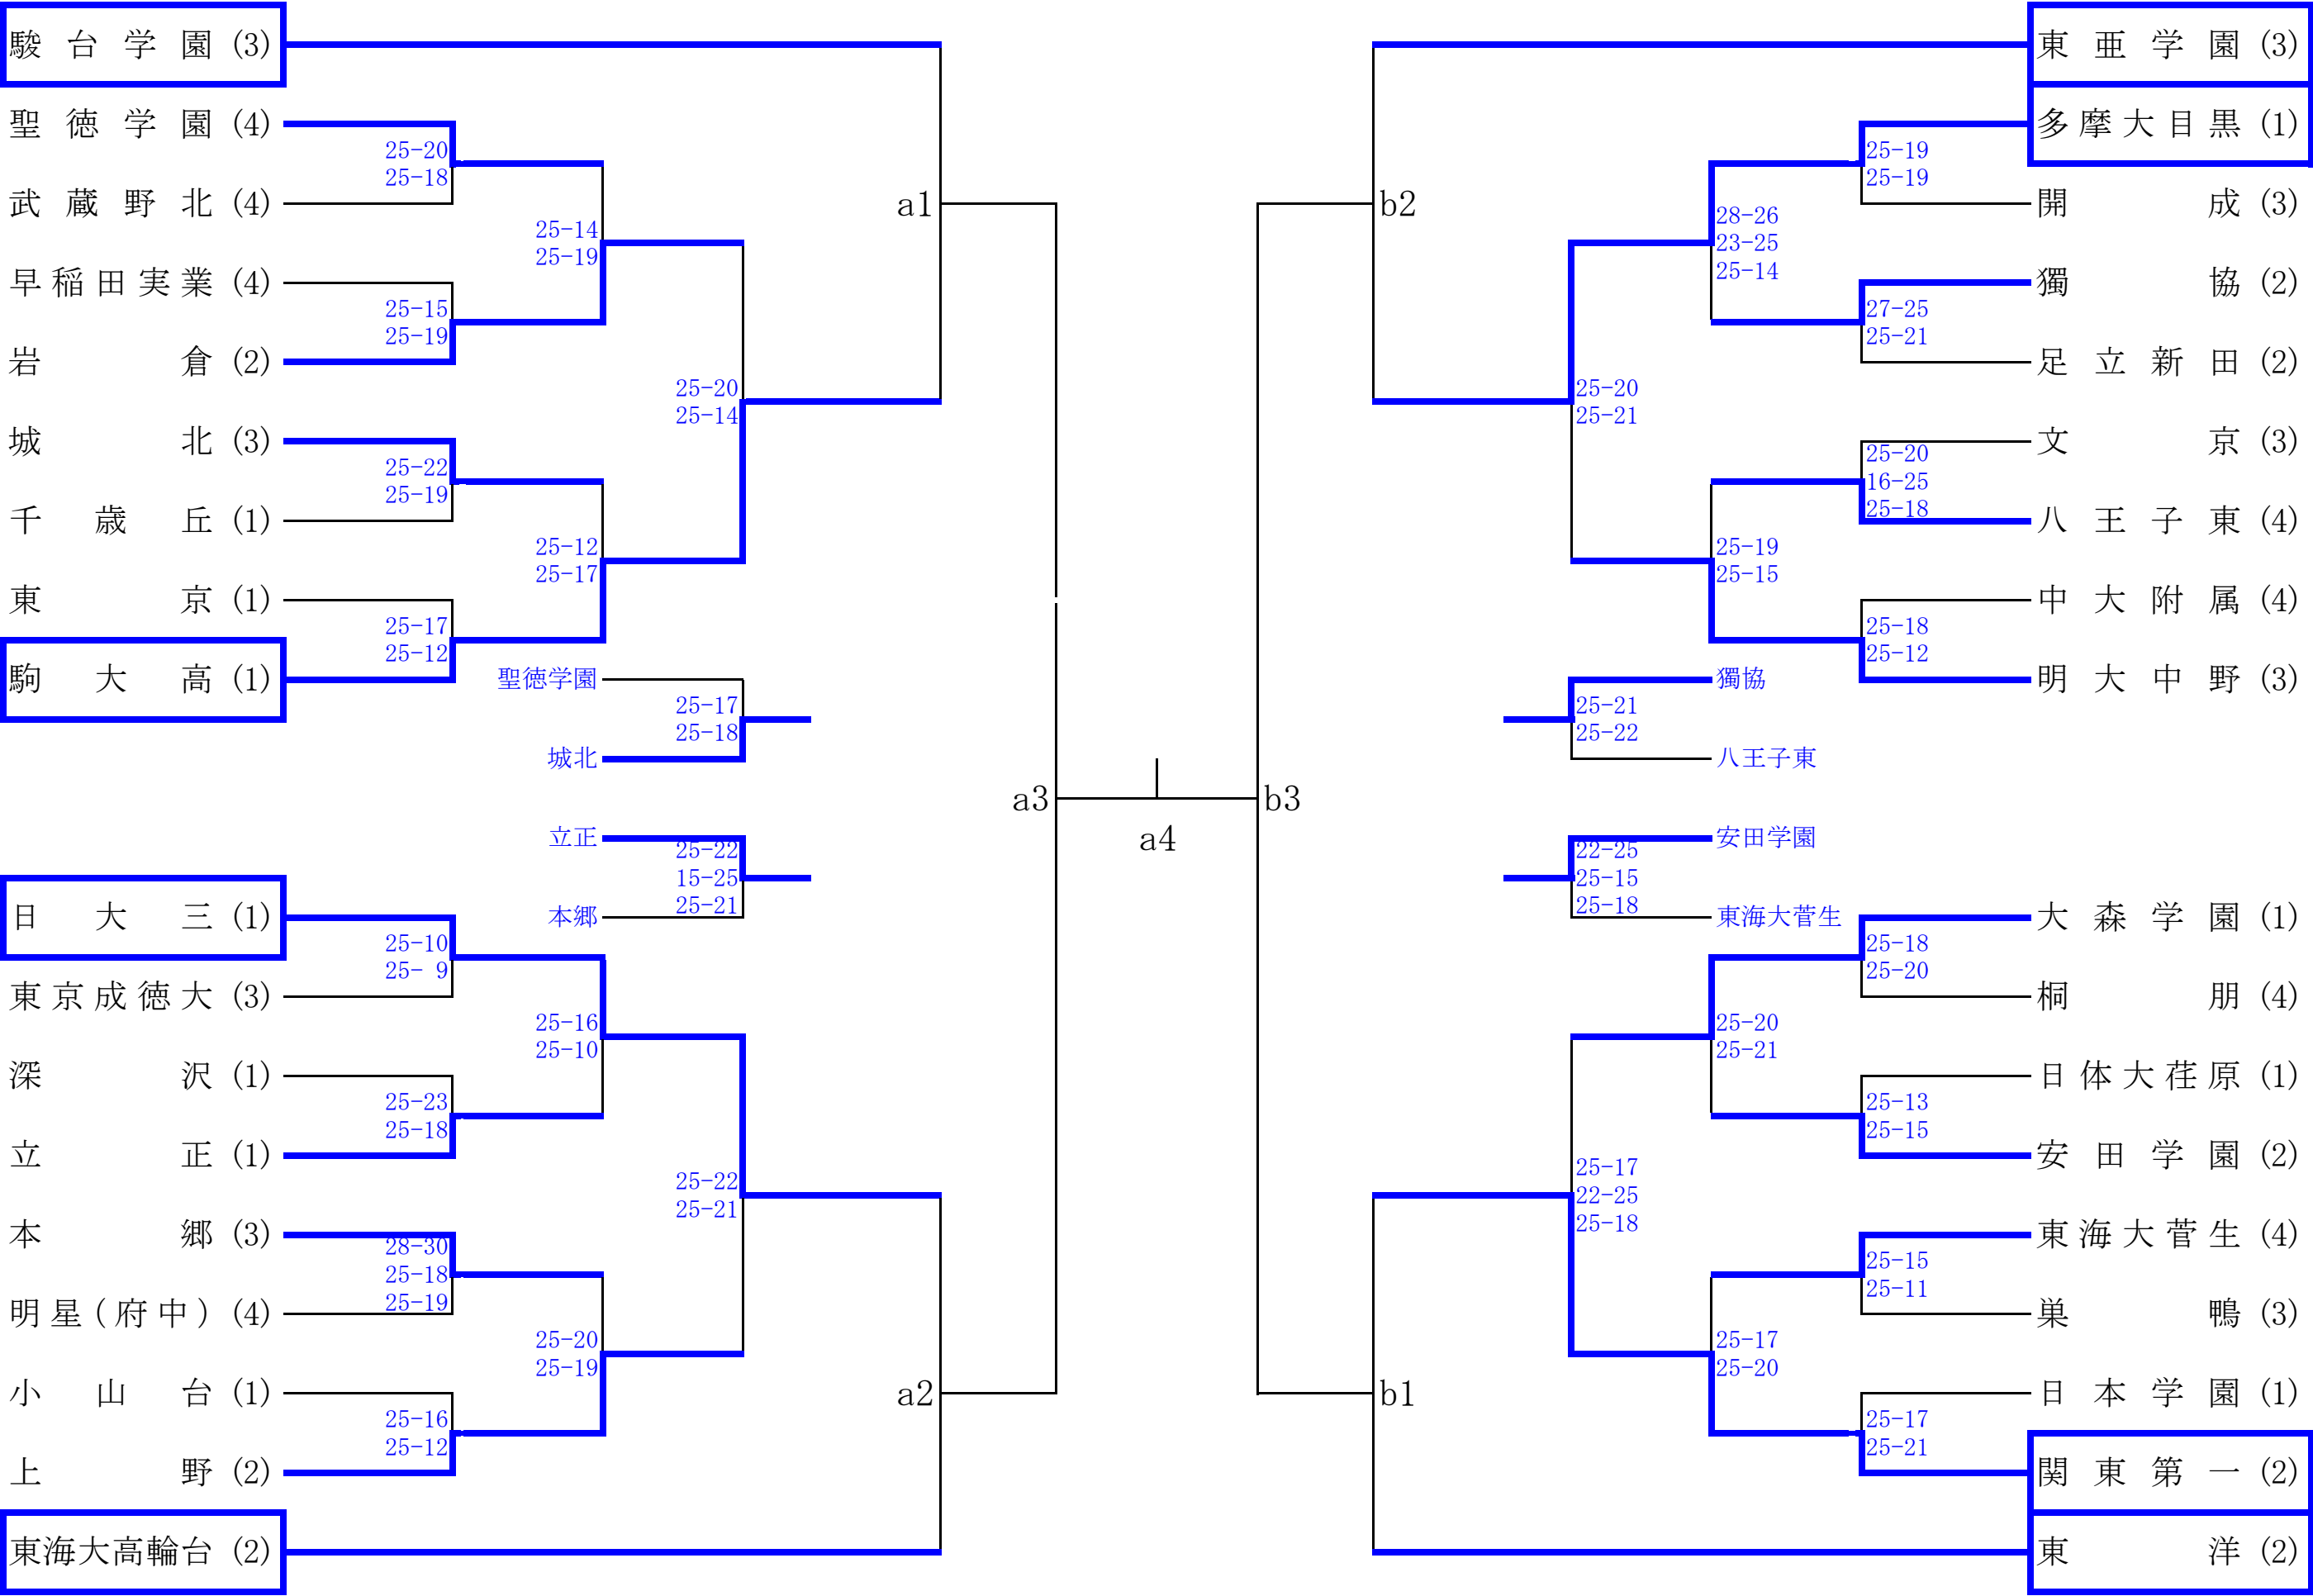 駿台学園(3)
聖徳学園(4)
25-20
25-18
武蔵野北(4)
25-14
25-19
早稲田実業(4)
25-15
25-19
岩倉(2)
25-20
25-14
城北(3)
25-22
25-19
千歳丘(1)
25-12
25-17
東京(1)
25-17
25-12
駒大高(1)
聖徳学園
25-17
25-18
城北
立正
25-22
15-25
25-21
本郷
日大三(1)
25-10
25- 9
東京成徳大(3)
25-16
25-10
深沢(1)
25-23
25-18
立正(1)
25-22
25-21
本郷(3)
28-30
25-18
25-19
明星(府中)(4)
25-20
25-19
小山台(1)
25-16
25-12
上野(2)
東海大高輪台(2)
a1
a2
a3
a4
b3
b2
b1
東亜学園(3)
多摩大目黒(1)
25-19
25-19
開成(3)
28-26
23-25
25-14
獨協(2)
27-25
25-21
足立新田(2)
25-20
25-21
文京(3)
25-20
16-25
25-18
八王子東(4)
25-19
25-15
中大附属(4)
25-18
25-12
明大中野(3)
獨協
25-21
25-22
八王子東
安田学園
22-25
25-15
25-18
東海大菅生
大森学園(1)
25-18
25-20
桐朋(4)
25-20
25-21
日体大荏原(1)
25-13
25-15
安田学園(2)
25-17
22-25
25-18
東海大菅生(4)
25-15
25-11
巣鴨(3)
25-17
25-20
日本学園(1)
25-17
25-21
関東第一(2)
東洋(2)